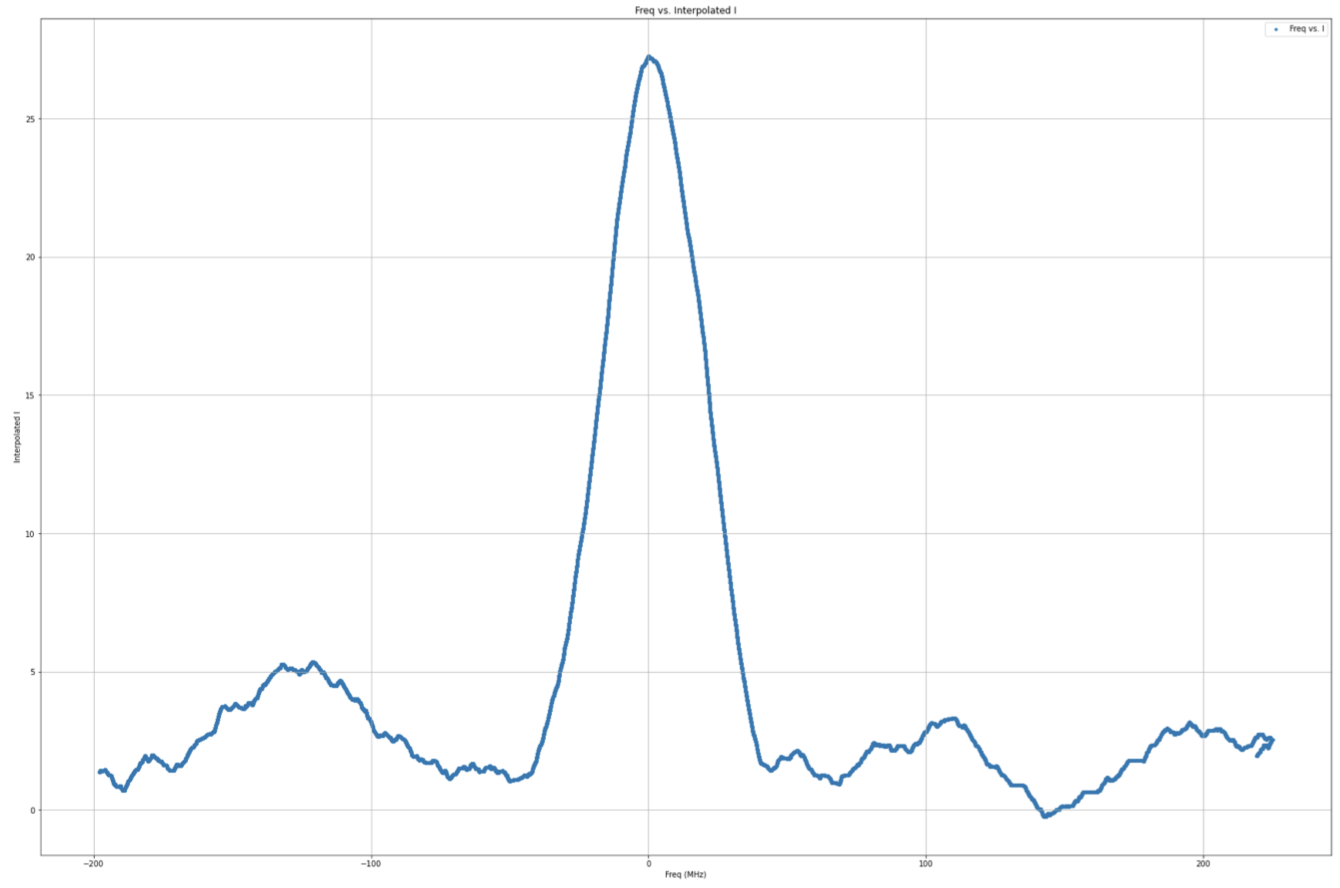 Freq vs. Interpolated I
Freq vs. I
25
20
15
10
5
0
Interpolated I
−200
−100
0
100
200
Freq (MHz)